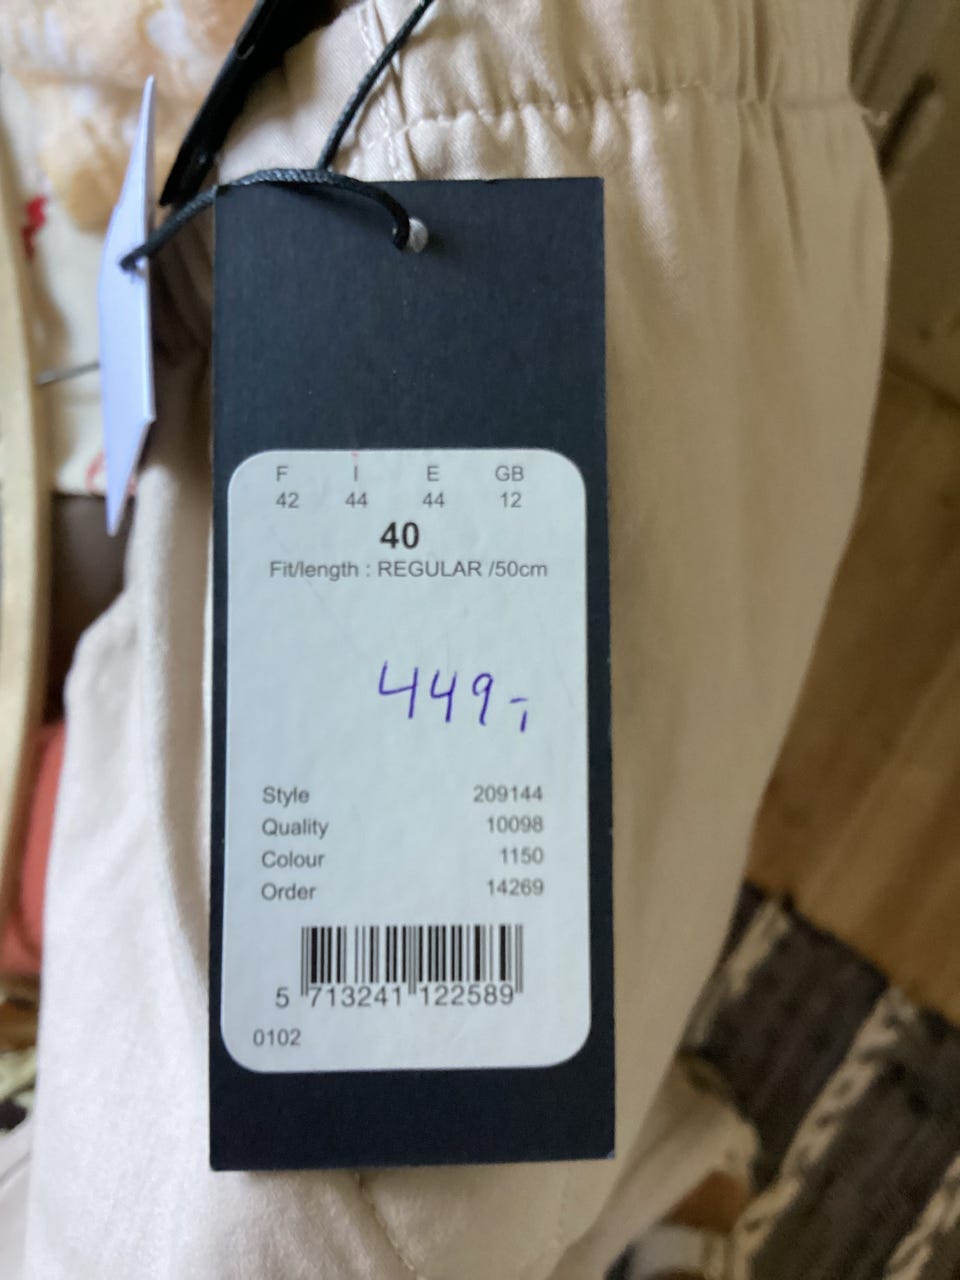 F I E GB
42 44 44 12
40
Fit/length : REGULAR /50cm
449,-
Style 209144
Quality 10098
Colour 1150
Order 14269
5 713241 122589
0102